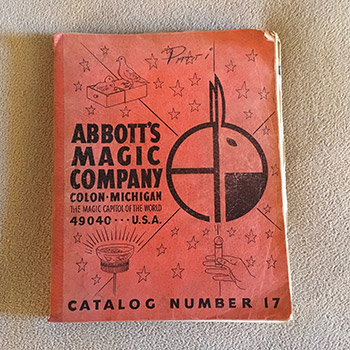 ABBOTT'S
MAGIC
COMPANY
COLON·MICHIGAN
THE MAGIC CAPITOL OF THE WORLD
49040···U.S.A.
CATALOG NUMBER 17